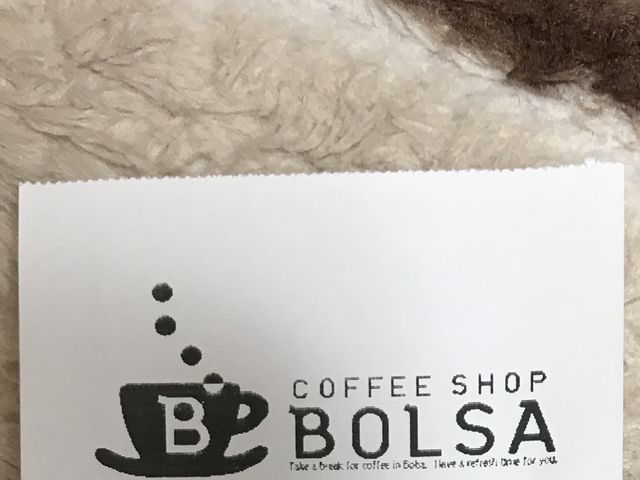 COFFEE SHOP
B BOLSA
Take a break for coffee in Bolsa. Have a refresh time for you.